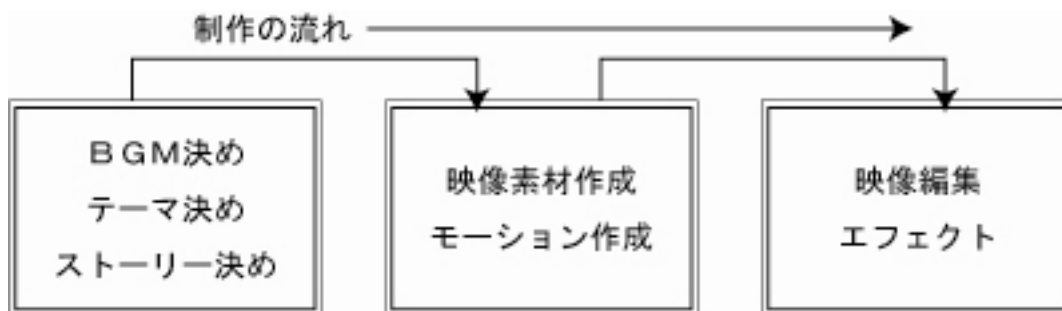 制作の流れ
ＢＧＭ決め
テーマ決め
ストーリー決め
映像素材作成
モーション作成
映像編集
エフェクト